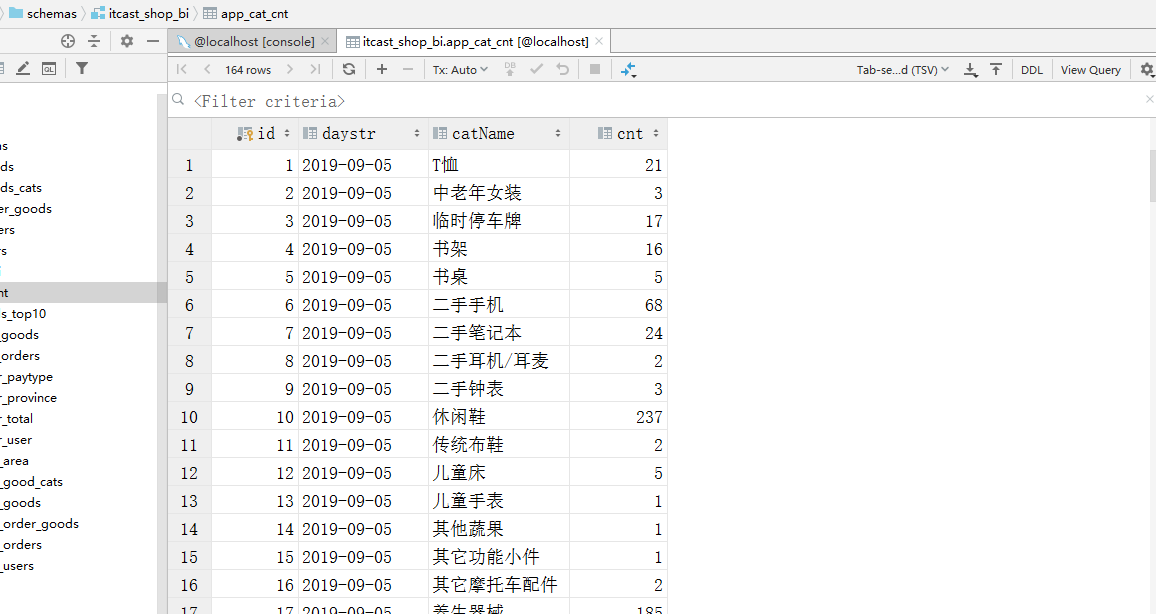 schemas itcast_shop_bi app_cat_cnt
@localhost [console] itcast_shop_bi.app_cat_cnt [@localhost]
QL 164 rows Tx: Auto DB Tab-se...d (TSV) DDL View Query
<Filter criteria>
id daystr catName cnt
1 1 2019-09-05 T恤 21
2 2 2019-09-05 中老年女装 3
3 3 2019-09-05 临时停车牌 17
4 4 2019-09-05 书架 16
5 5 2019-09-05 书桌 5
6 6 2019-09-05 二手手机 68
7 7 2019-09-05 二手笔记本 24
8 8 2019-09-05 二手耳机/耳麦 2
9 9 2019-09-05 二手钟表 3
10 10 2019-09-05 休闲鞋 237
11 11 2019-09-05 传统布鞋 2
12 12 2019-09-05 儿童床 5
13 13 2019-09-05 儿童手表 1
14 14 2019-09-05 其他蔬果 1
15 15 2019-09-05 其它功能小件 1
16 16 2019-09-05 其它摩托车配件 2
17 17 2019-09-05 养生器械 185
ns
ds
ds_cats
er_goods
ers
rs
nt
s_top10
_goods
_orders
r_paytype
r_province
r_total
r_user
_area
_good_cats
_goods
_order_goods
_orders
_users